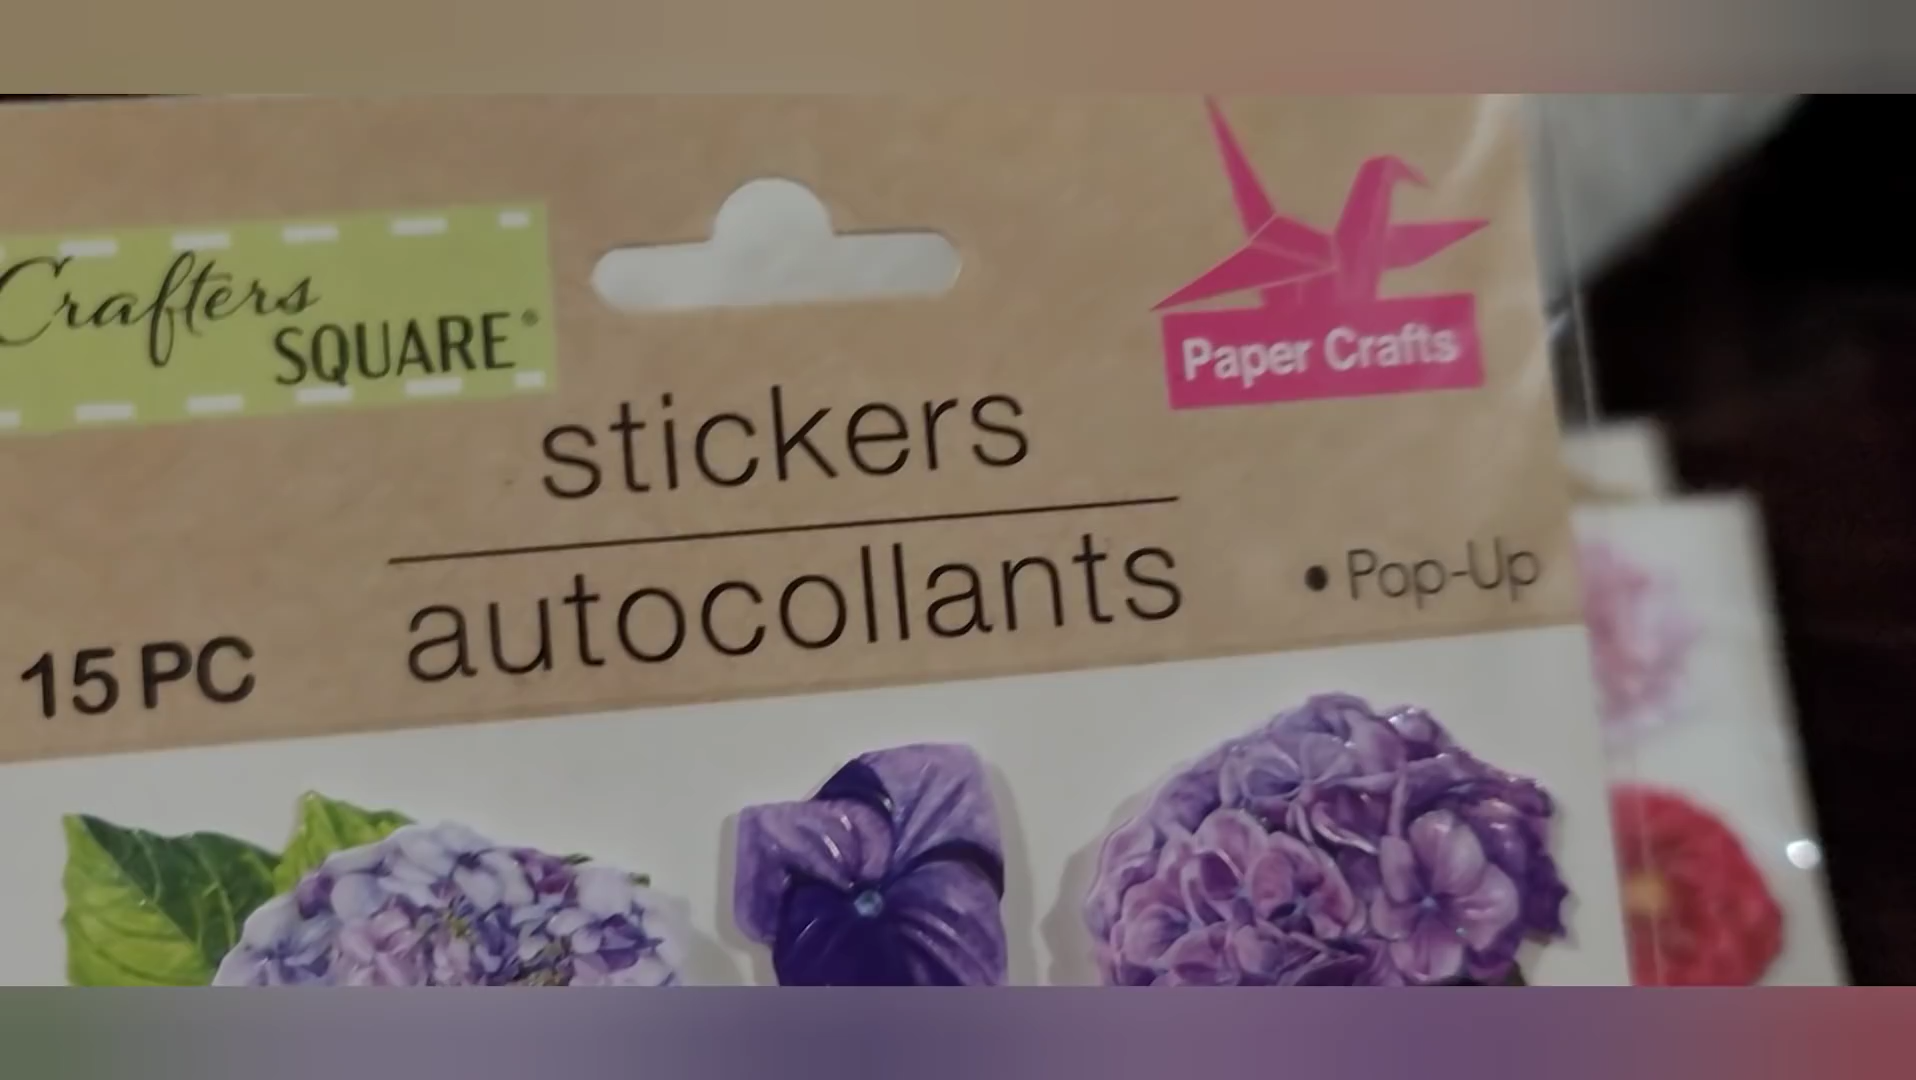 Crafters
SQUARE®
Paper Crafts
stickers
autocollants
• Pop-Up
15 PC